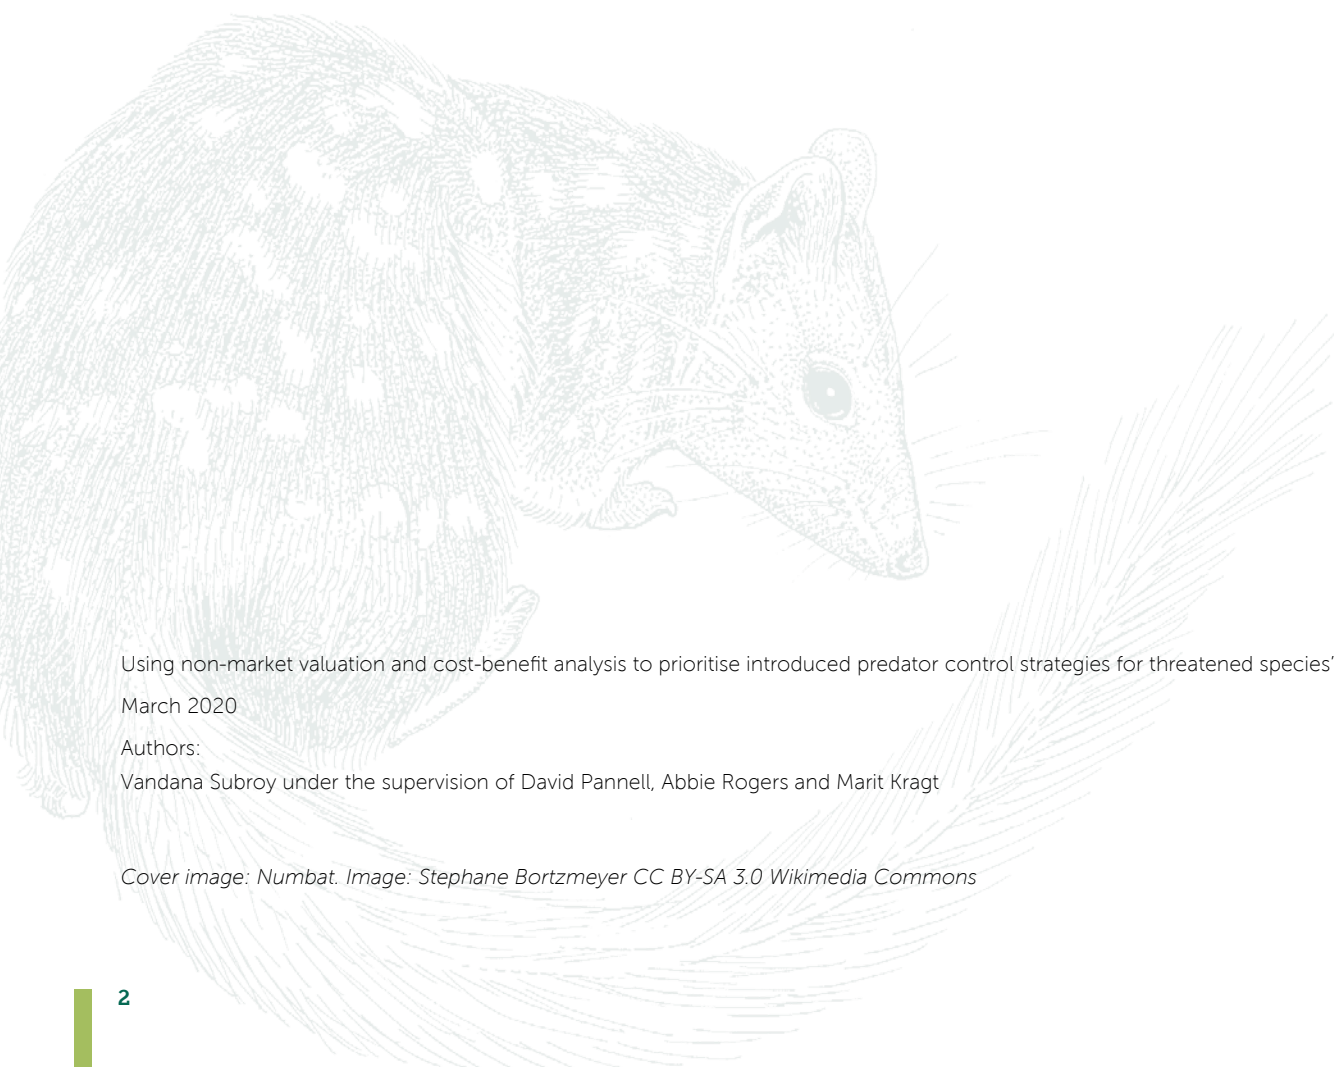 Using non-market valuation and cost-benefit analysis to prioritise introduced predator control strategies for threatened species’
March 2020
Authors:
Vandana Subroy under the supervision of David Pannell, Abbie Rogers and Marit Kragt
Cover image: Numbat. Image: Stephane Bortzmeyer CC BY-SA 3.0 Wikimedia Commons
2